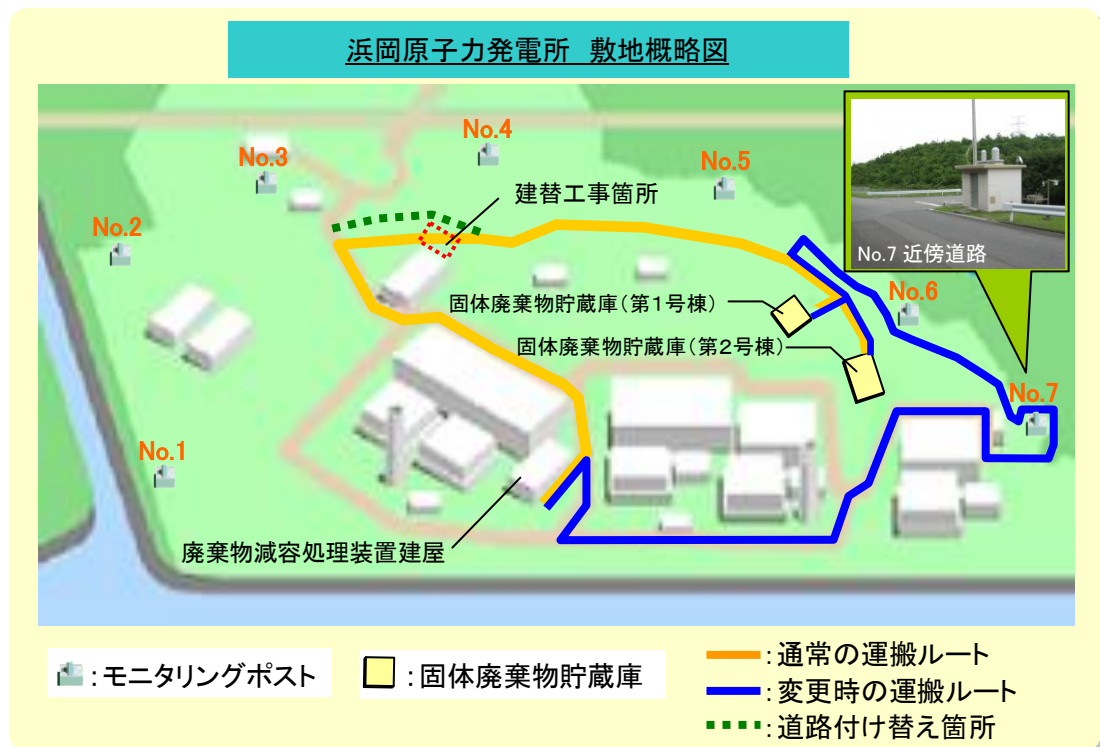 浜岡原子力発電所 敷地概略図
No.4
No.3
No.5
建替工事箇所
No.2
No.7 近傍道路
固体廃棄物貯蔵庫(第1号棟)
No.6
固体廃棄物貯蔵庫(第2号棟)
No.7
No.1
廃棄物減容処理装置建屋
:モニタリングポスト
:固体廃棄物貯蔵庫
:通常の運搬ルート
:変更時の運搬ルート
:道路付け替え箇所